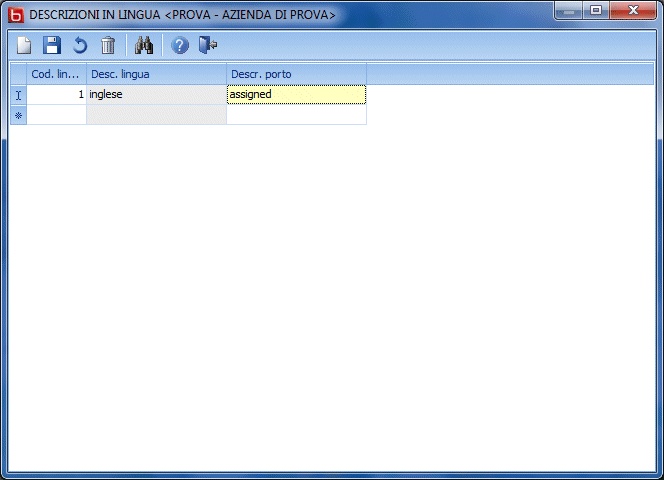 DESCRIZIONI IN LINGUA <PROVA - AZIENDA DI PROVA>
Cod. lin... Desc. lingua Descr. porto
1 inglese assigned